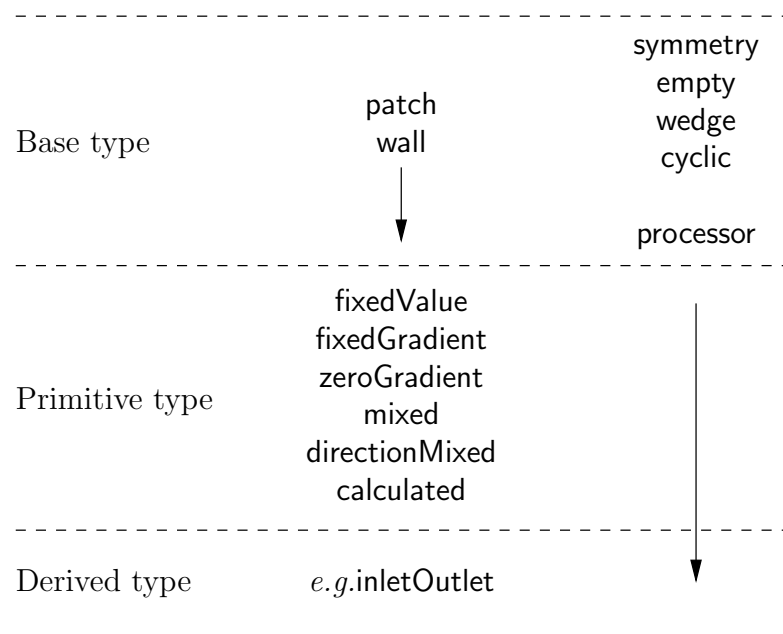 symmetry
empty
wedge
cyclic
processor
Base type
patch
wall
Primitive type
fixedValue
fixedGradient
zeroGradient
mixed
directionMixed
calculated
Derived type
e.g.inletOutlet